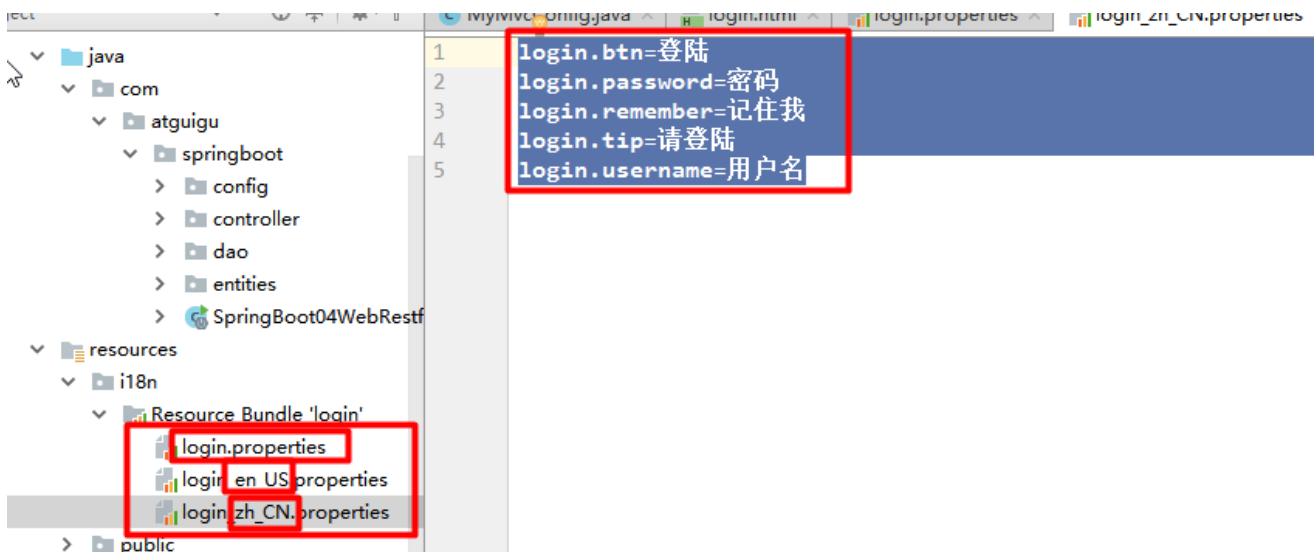 MyMvcConfig.java × login.html × login.properties × login_zh_CN.properties
java
com
atguigu
springboot
config
controller
dao
entities
SpringBoot04WebRestf
resources
i18n
Resource Bundle 'login'
login.properties
login_en_US.properties
login_zh_CN.properties
public
1 login.btn=登陆
2 login.password=密码
3 login.remember=记住我
4 login.tip=请登陆
5 login.username=用户名